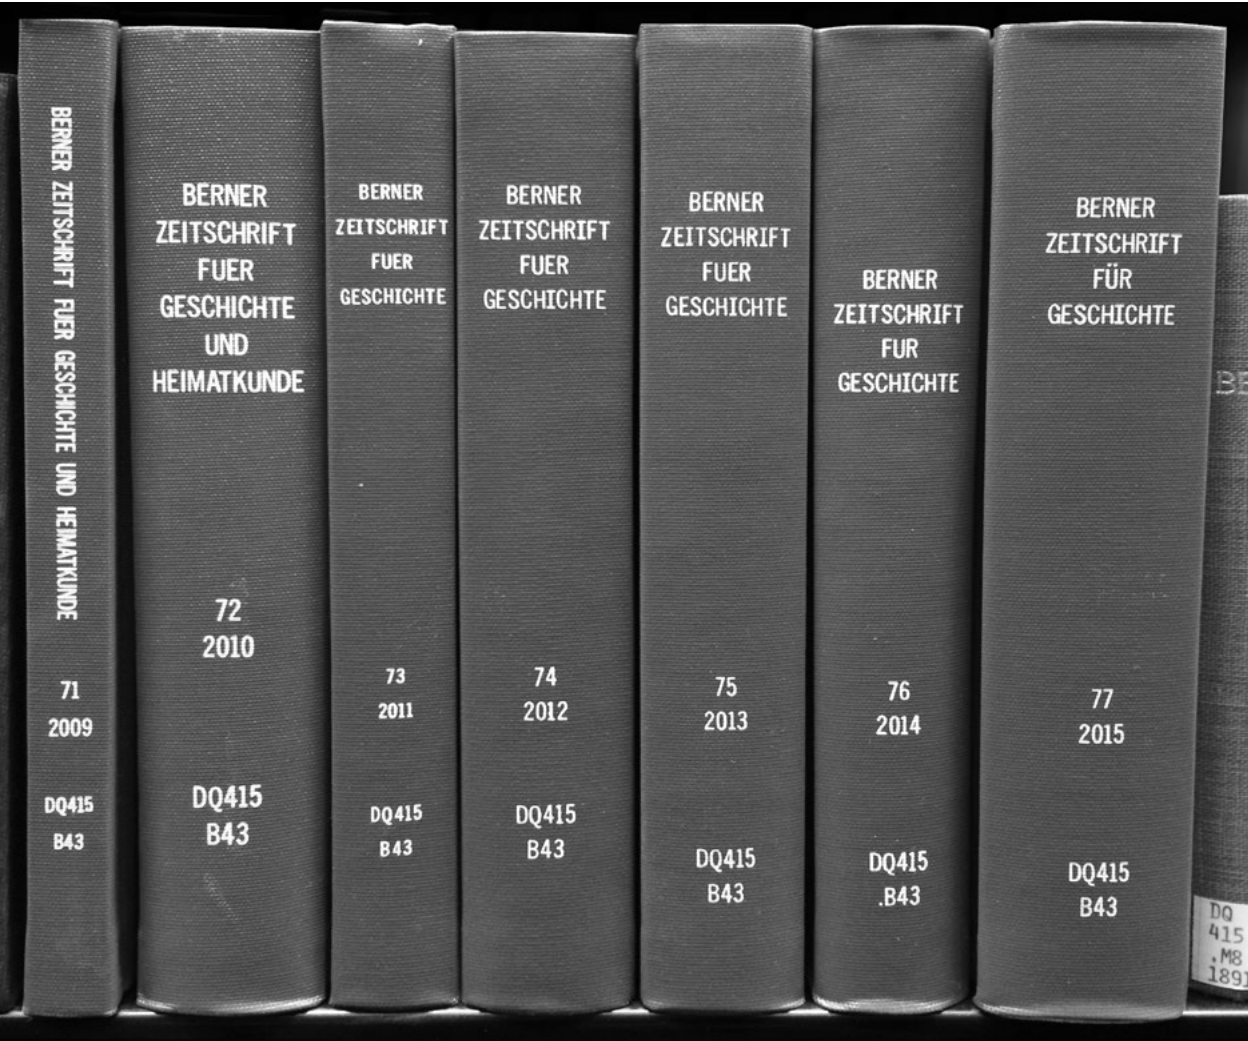 BERNER ZEITSCHRIFT FUER GESCHICHTE UND HEIMATKUNDE
71
2009
DQ415
B43
BERNER
ZEITSCHRIFT
FUER
GESCHICHTE
UND
HEIMATKUNDE
72
2010
DQ415
B43
BERNER
ZEITSCHRIFT
FUER
GESCHICHTE
73
2011
DQ415
B43
BERNER
ZEITSCHRIFT
FUER
GESCHICHTE
74
2012
DQ415
B43
BERNER
ZEITSCHRIFT
FUER
GESCHICHTE
75
2013
DQ415
B43
BERNER
ZEITSCHRIFT
FUR
GESCHICHTE
76
2014
DQ415
.B43
BERNER
ZEITSCHRIFT
FÜR
GESCHICHTE
77
2015
DQ415
B43
DQ
415
.M8
1891